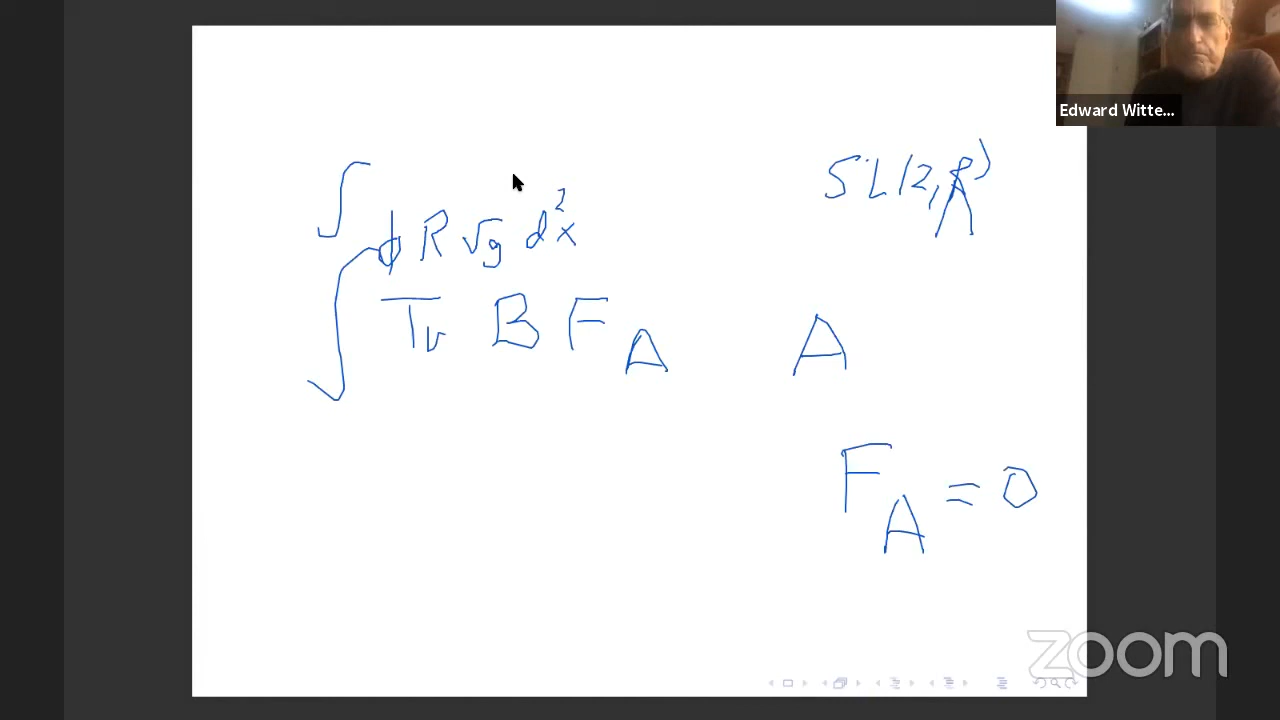 Edward Witte...
SL(2,R)
∫ φ R √g d²x
∫ Tr B F_A
A
F_A = 0
zoom